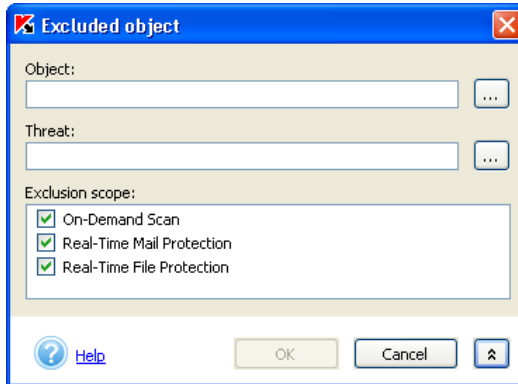 Excluded object
Object:
...
Threat:
...
Exclusion scope:
On-Demand Scan
Real-Time Mail Protection
Real-Time File Protection
Help OK Cancel